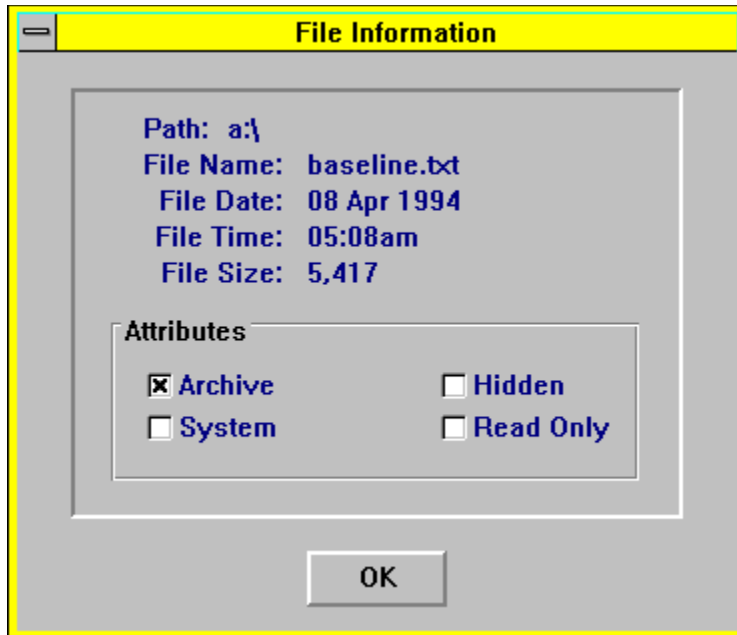 File Information
Path: a:\
File Name: baseline.txt
File Date: 08 Apr 1994
File Time: 05:08am
File Size: 5,417
Attributes
Archive Hidden
System Read Only
OK